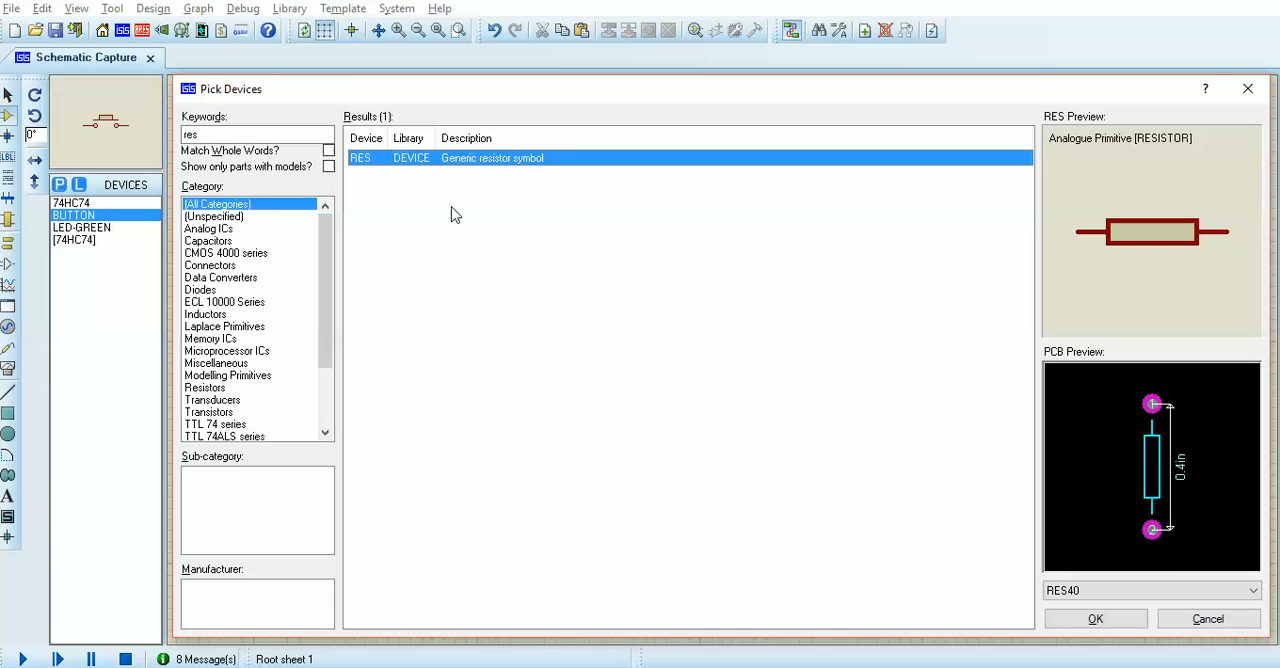 File Edit View Tool Design Graph Debug Library Template System Help
Schematic Capture
Pick Devices
Keywords:
res
Match Whole Words?
Show only parts with models?
Category:
(All Categories)
(Unspecified)
Analog ICs
Capacitors
CMOS 4000 series
Connectors
Data Converters
Diodes
ECL 10000 Series
Inductors
Laplace Primitives
Memory ICs
Microprocessor ICs
Miscellaneous
Modelling Primitives
Resistors
Transducers
Transistors
TTL 74 series
TTL 74ALS series
Sub-category:
Manufacturer:
Results (1):
Device Library Description
RES DEVICE Generic resistor symbol
RES Preview:
Analogue Primitive [RESISTOR]
PCB Preview:
1
0.4in
2
RES40
OK Cancel
0°
P L DEVICES
74HC74
BUTTON
LED-GREEN
[74HC74]
LBL
A
S
8 Message(s) Root sheet 1